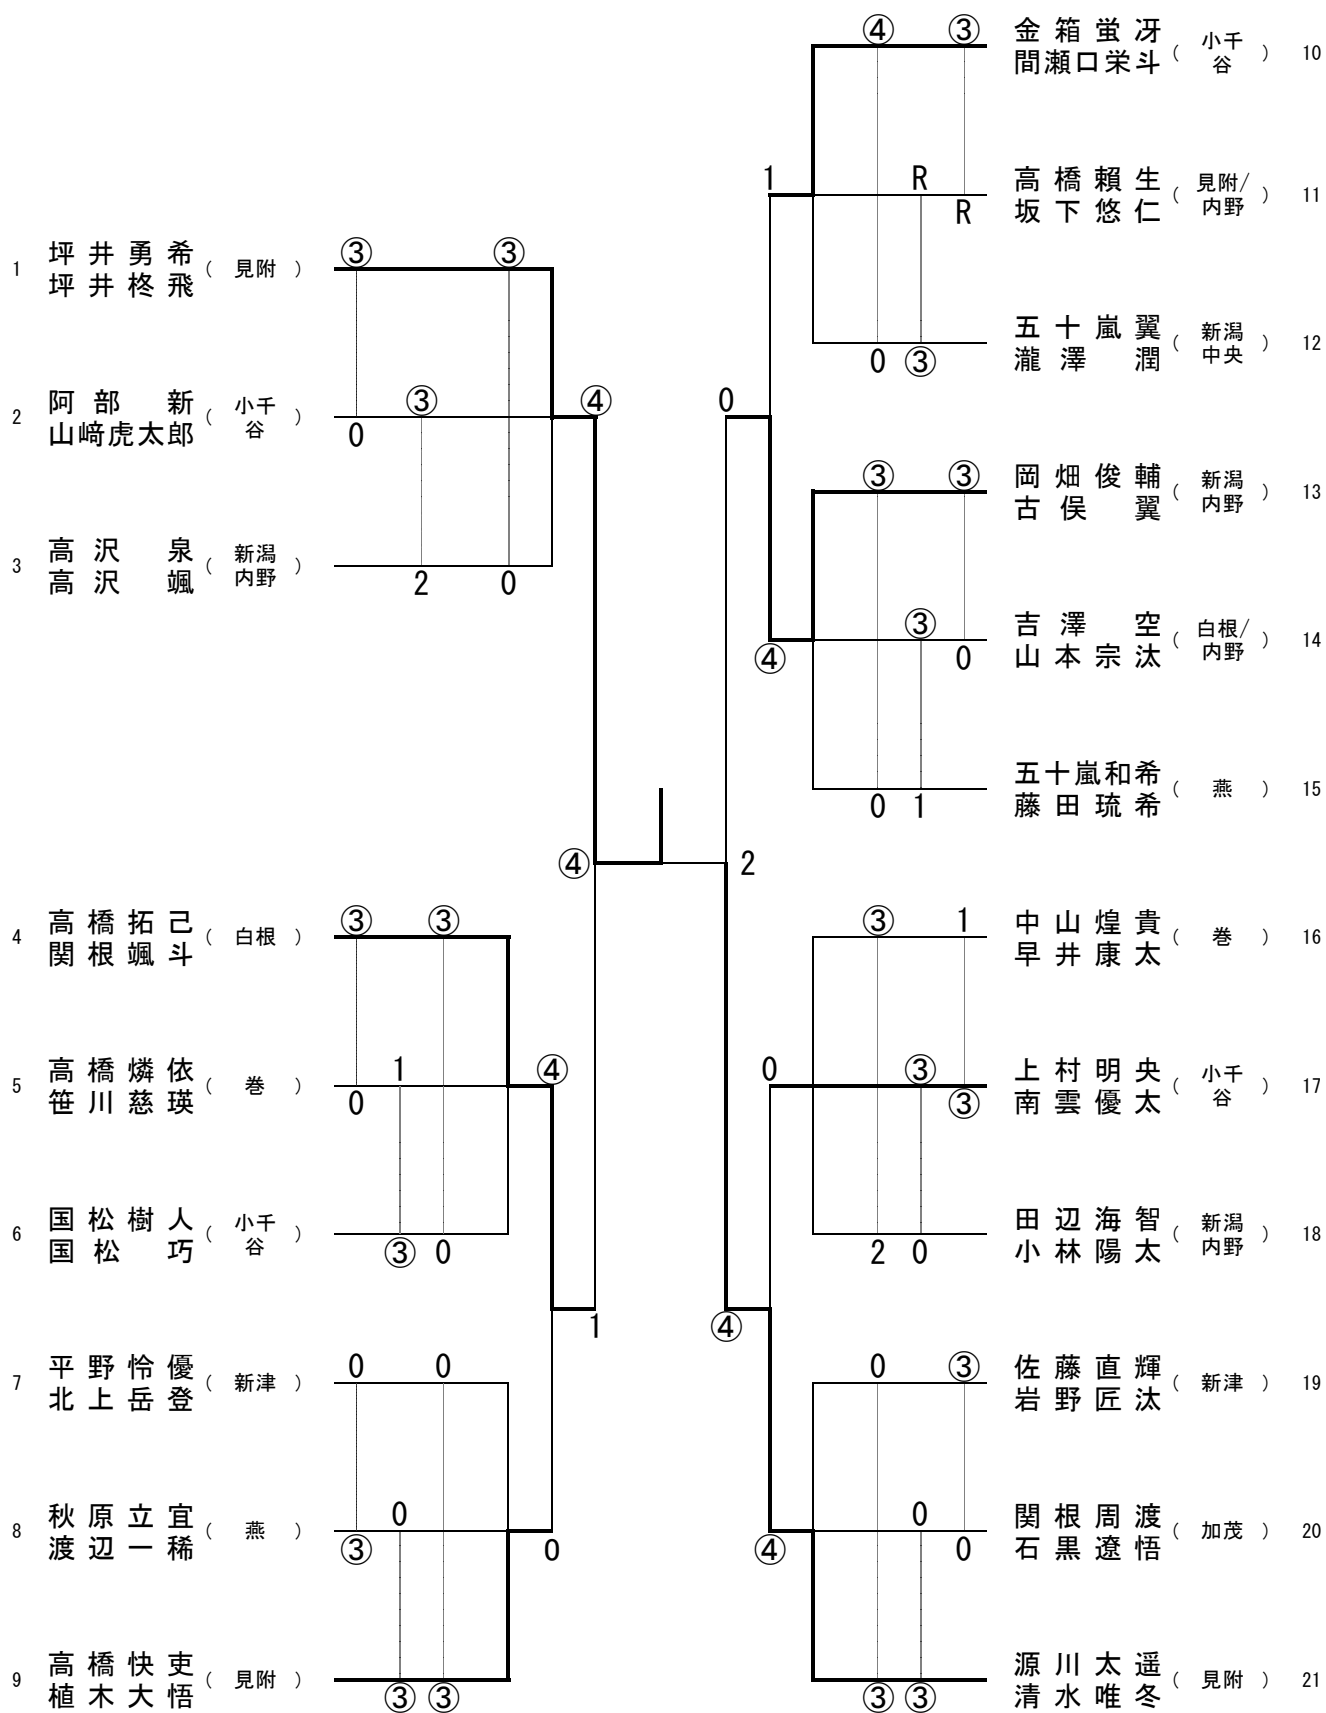 1 坪井勇希 坪井柊飛 （ 見附 ） ③ ③
2 阿部 新 山﨑虎太郎 （ 小千谷 ） 0 ③
3 高沢 泉 高沢 颯 （ 新潟内野 ） 2 0
④
④
4 高橋拓己 関根颯斗 （ 白根 ） ③ ③
5 高橋燐依 笹川慈瑛 （ 巻 ） 0 1
④
6 国松樹人 国松 巧 （ 小千谷 ） ③ 0
1
7 平野怜優 北上岳登 （ 新津 ） 0 0
8 秋原立宜 渡辺一稀 （ 燕 ） ③ 0
0
9 高橋快吏 植木大悟 （ 見附 ） ③ ③
④ ③ 金箱蛍冴 間瀬口栄斗 （ 小千谷 ） 10
1
R R 高橋頼生 坂下悠仁 （ 見附/内野 ） 11
0 ③ 五十嵐翼 瀧澤 潤 （ 新潟中央 ） 12
0
③ ③ 岡畑俊輔 古俣 翼 （ 新潟内野 ） 13
④
③ 0 吉澤 空 山本宗汰 （ 白根/内野 ） 14
0 1 五十嵐和希 藤田琉希 （ 燕 ） 15
2
③ 1 中山煌貴 早井康太 （ 巻 ） 16
0
③ ③ 上村明央 南雲優太 （ 小千谷 ） 17
2 0 田辺海智 小林陽太 （ 新潟内野 ） 18
④
0 ③ 佐藤直輝 岩野匠汰 （ 新津 ） 19
④
0 0 関根周渡 石黒遼悟 （ 加茂 ） 20
③ ③ 源川太遥 清水唯冬 （ 見附 ） 21